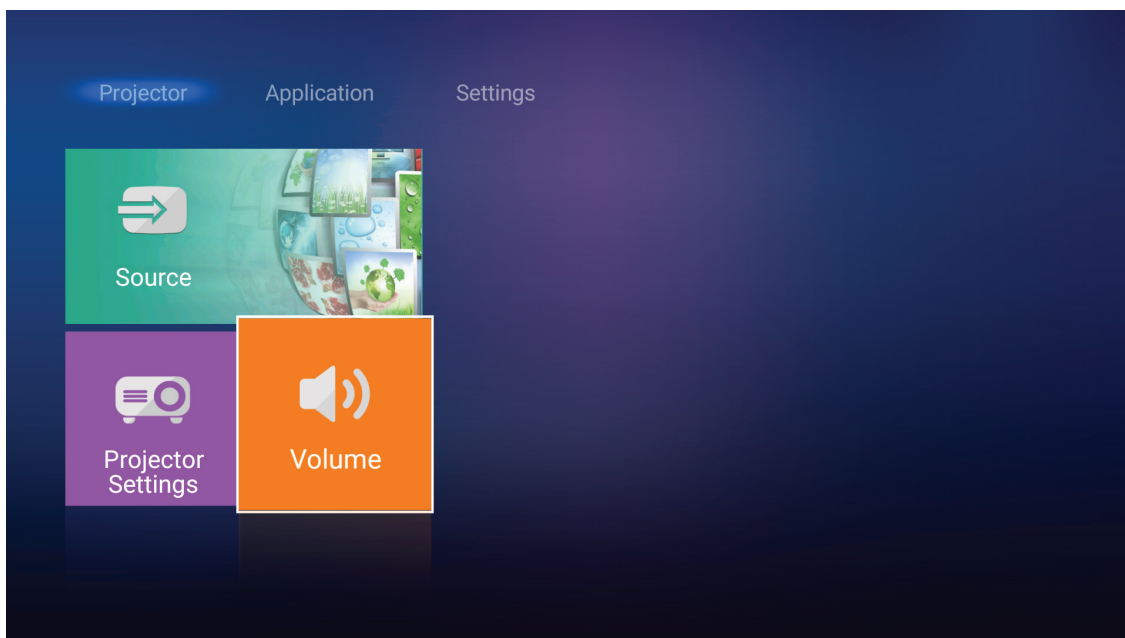 Projector Application Settings
Source
Projector
Settings
Volume